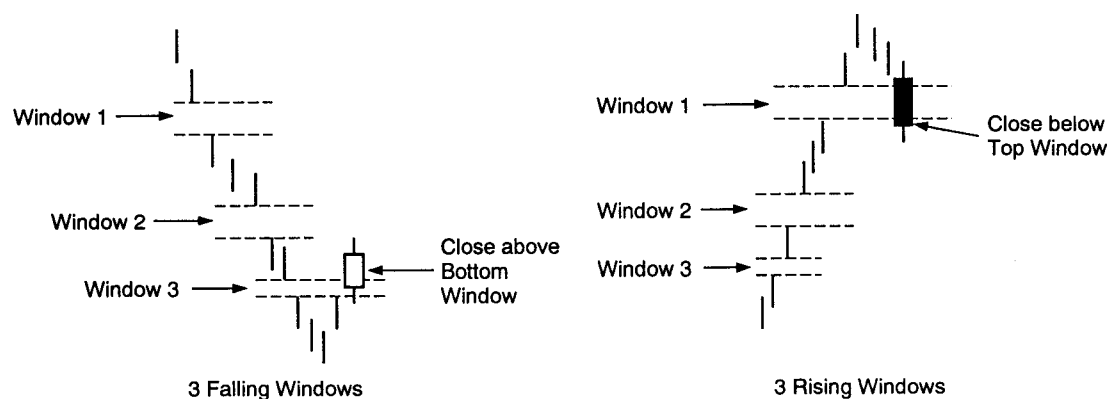 Window 1
Window 2
Window 3
Close above
Bottom
Window
3 Falling Windows
Window 1
Close below
Top Window
Window 2
Window 3
3 Rising Windows